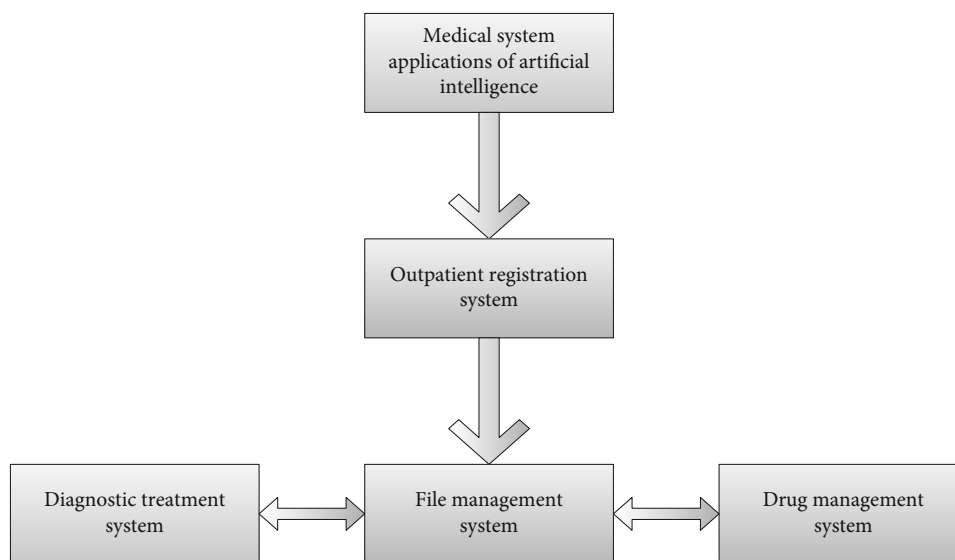 Medical system
applications of artificial
intelligence
Outpatient registration
system
Diagnostic treatment
system
File management
system
Drug management
system